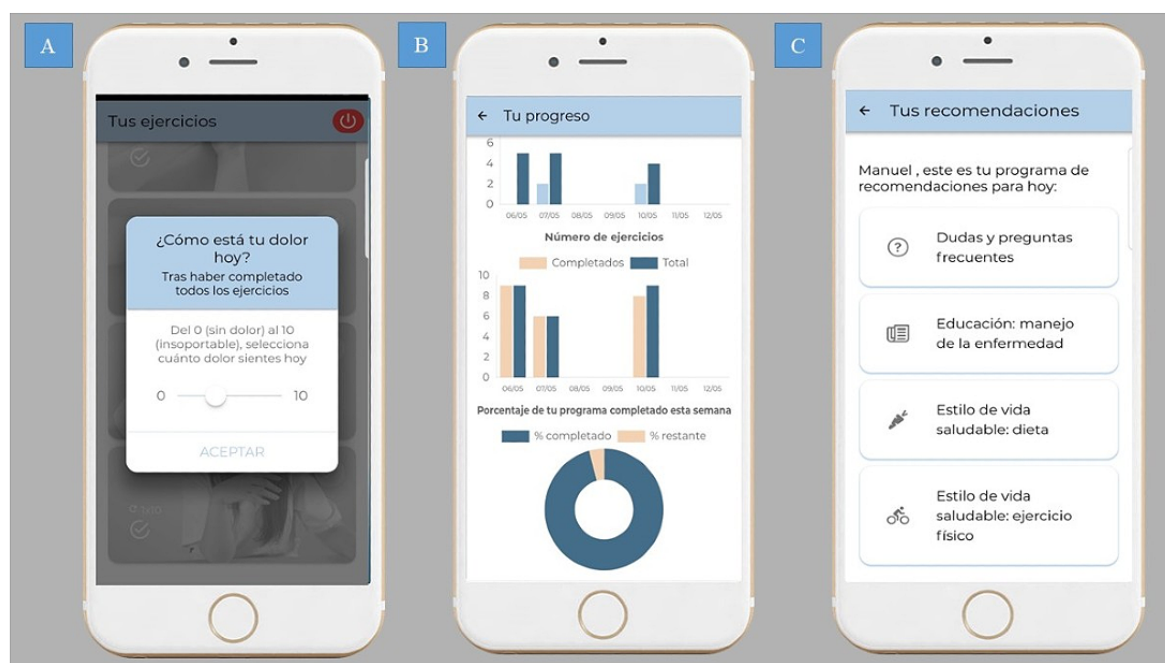 A
Tus ejercicios
¿Cómo está tu dolor
hoy?
Tras haber completado
todos los ejercicios
Del 0 (sin dolor) al 10
(insoportable), selecciona
cuánto dolor sientes hoy
0 10
ACEPTAR
B
Tu progreso
6
4
2
0
06/05 07/05 08/05 09/05 10/05 11/05 12/05
Número de ejercicios
Completados Total
10
8
6
4
2
0
06/05 07/05 08/05 09/05 10/05 11/05 12/05
Porcentaje de tu programa completado esta semana
% completado % restante
C
Tus recomendaciones
Manuel , este es tu programa de
recomendaciones para hoy:
Dudas y preguntas
frecuentes
Educación: manejo
de la enfermedad
Estilo de vida
saludable: dieta
Estilo de vida
saludable: ejercicio
físico